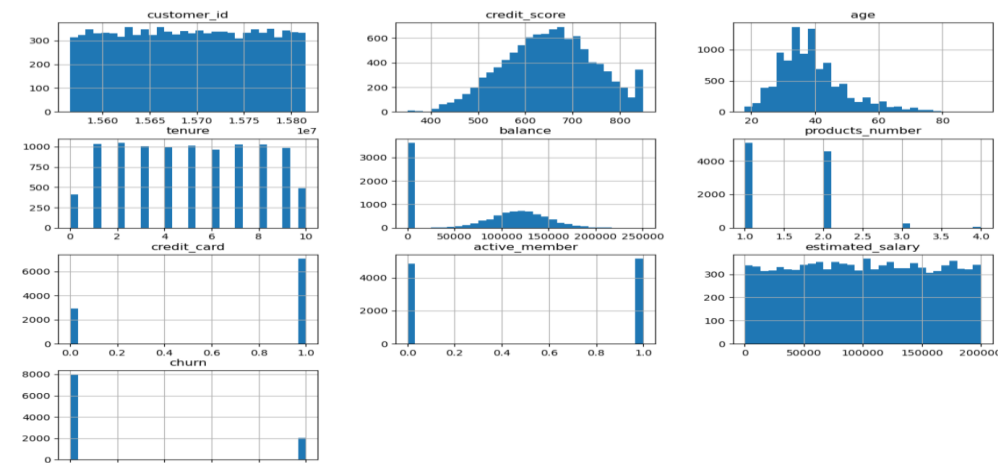 customer_id
credit_score
age
300
200
100
0
1.560 1.565 1.570 1.575 1.580
1e7
600
400
200
0
400 500 600 700 800
1000
500
0
20 40 60 80
tenure
balance
products_number
1000
750
500
250
0
0 2 4 6 8 10
3000
2000
1000
0
0 50000 100000 150000 200000 250000
4000
2000
0
1.0 1.5 2.0 2.5 3.0 3.5 4.0
credit_card
active_member
estimated_salary
6000
4000
2000
0
0.0 0.2 0.4 0.6 0.8 1.0
4000
2000
0
0.0 0.2 0.4 0.6 0.8 1.0
300
200
100
0
0 50000 100000 150000 200000
churn
8000
6000
4000
2000
0